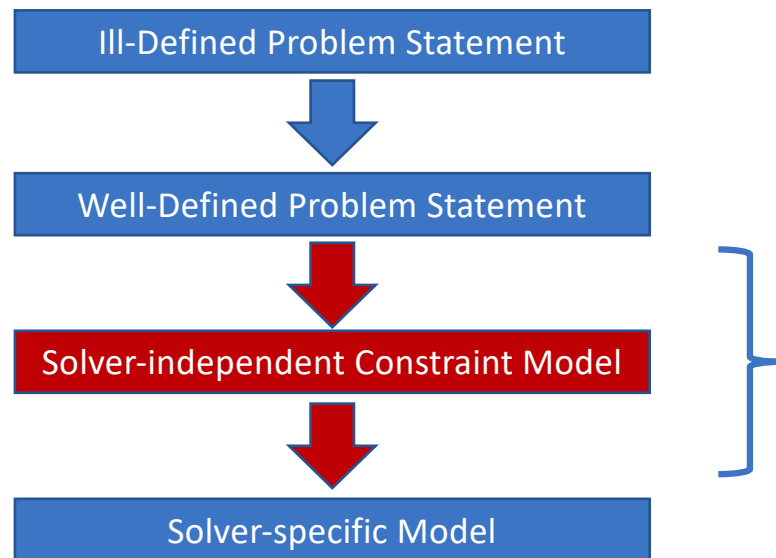 Ill-Defined Problem Statement
Well-Defined Problem Statement
Solver-independent Constraint Model
Solver-specific Model